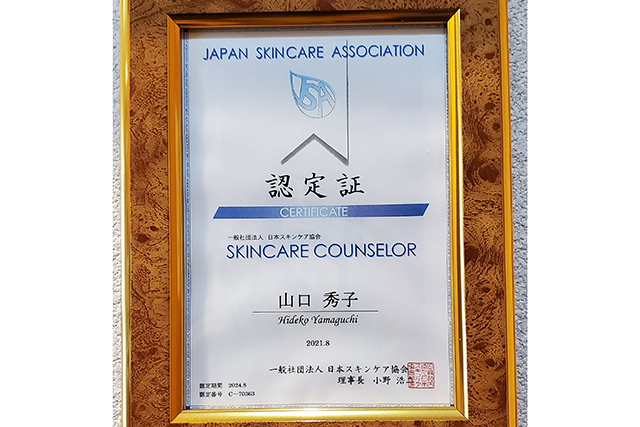 JAPAN SKINCARE ASSOCIATION
JSA
認定証
CERTIFICATE
一般社団法人 日本スキンケア協会
SKINCARE COUNSELOR
山口 秀子
Hideko Yamaguchi
2021.8
一般社団法人 日本スキンケア協会
理事長 小野 浩
認定期間 2024.8
認定番号 C-70363